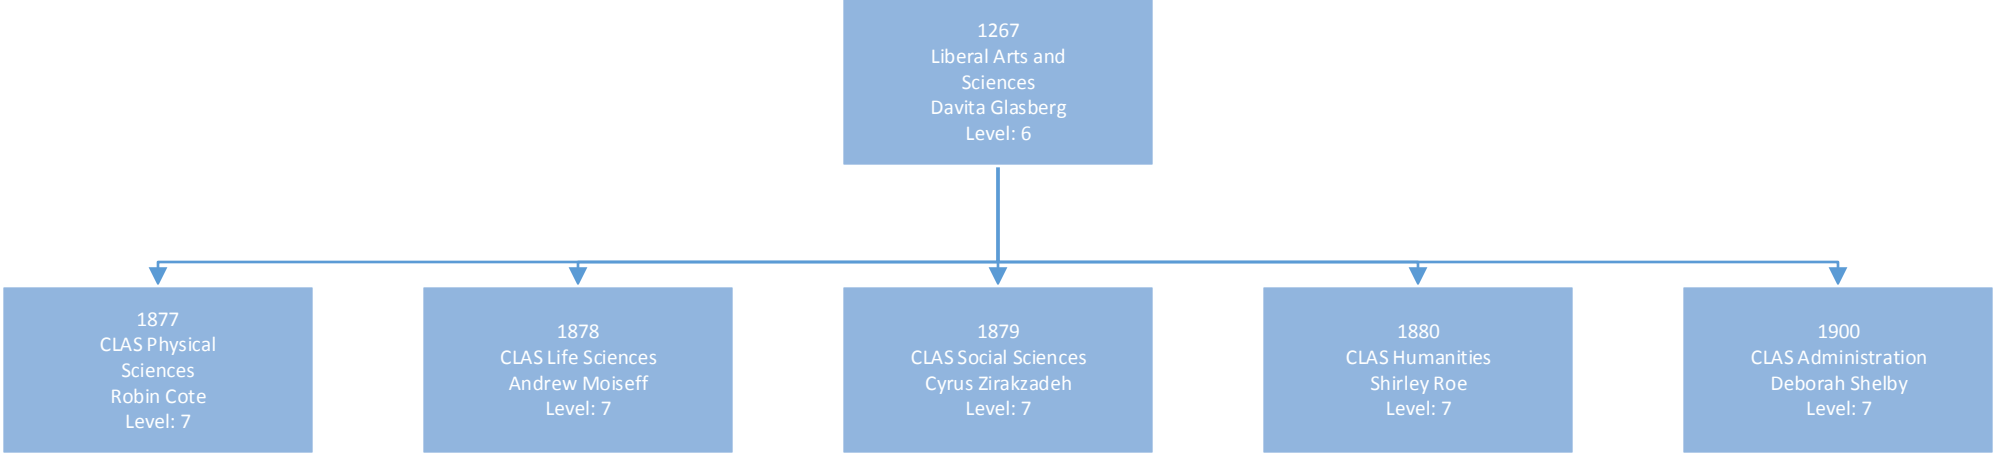 1267
Liberal Arts and
Sciences
Davita Glasberg
Level: 6
1877
CLAS Physical
Sciences
Robin Cote
Level: 7
1878
CLAS Life Sciences
Andrew Moiseff
Level: 7
1879
CLAS Social Sciences
Cyrus Zirakzadeh
Level: 7
1880
CLAS Humanities
Shirley Roe
Level: 7
1900
CLAS Administration
Deborah Shelby
Level: 7